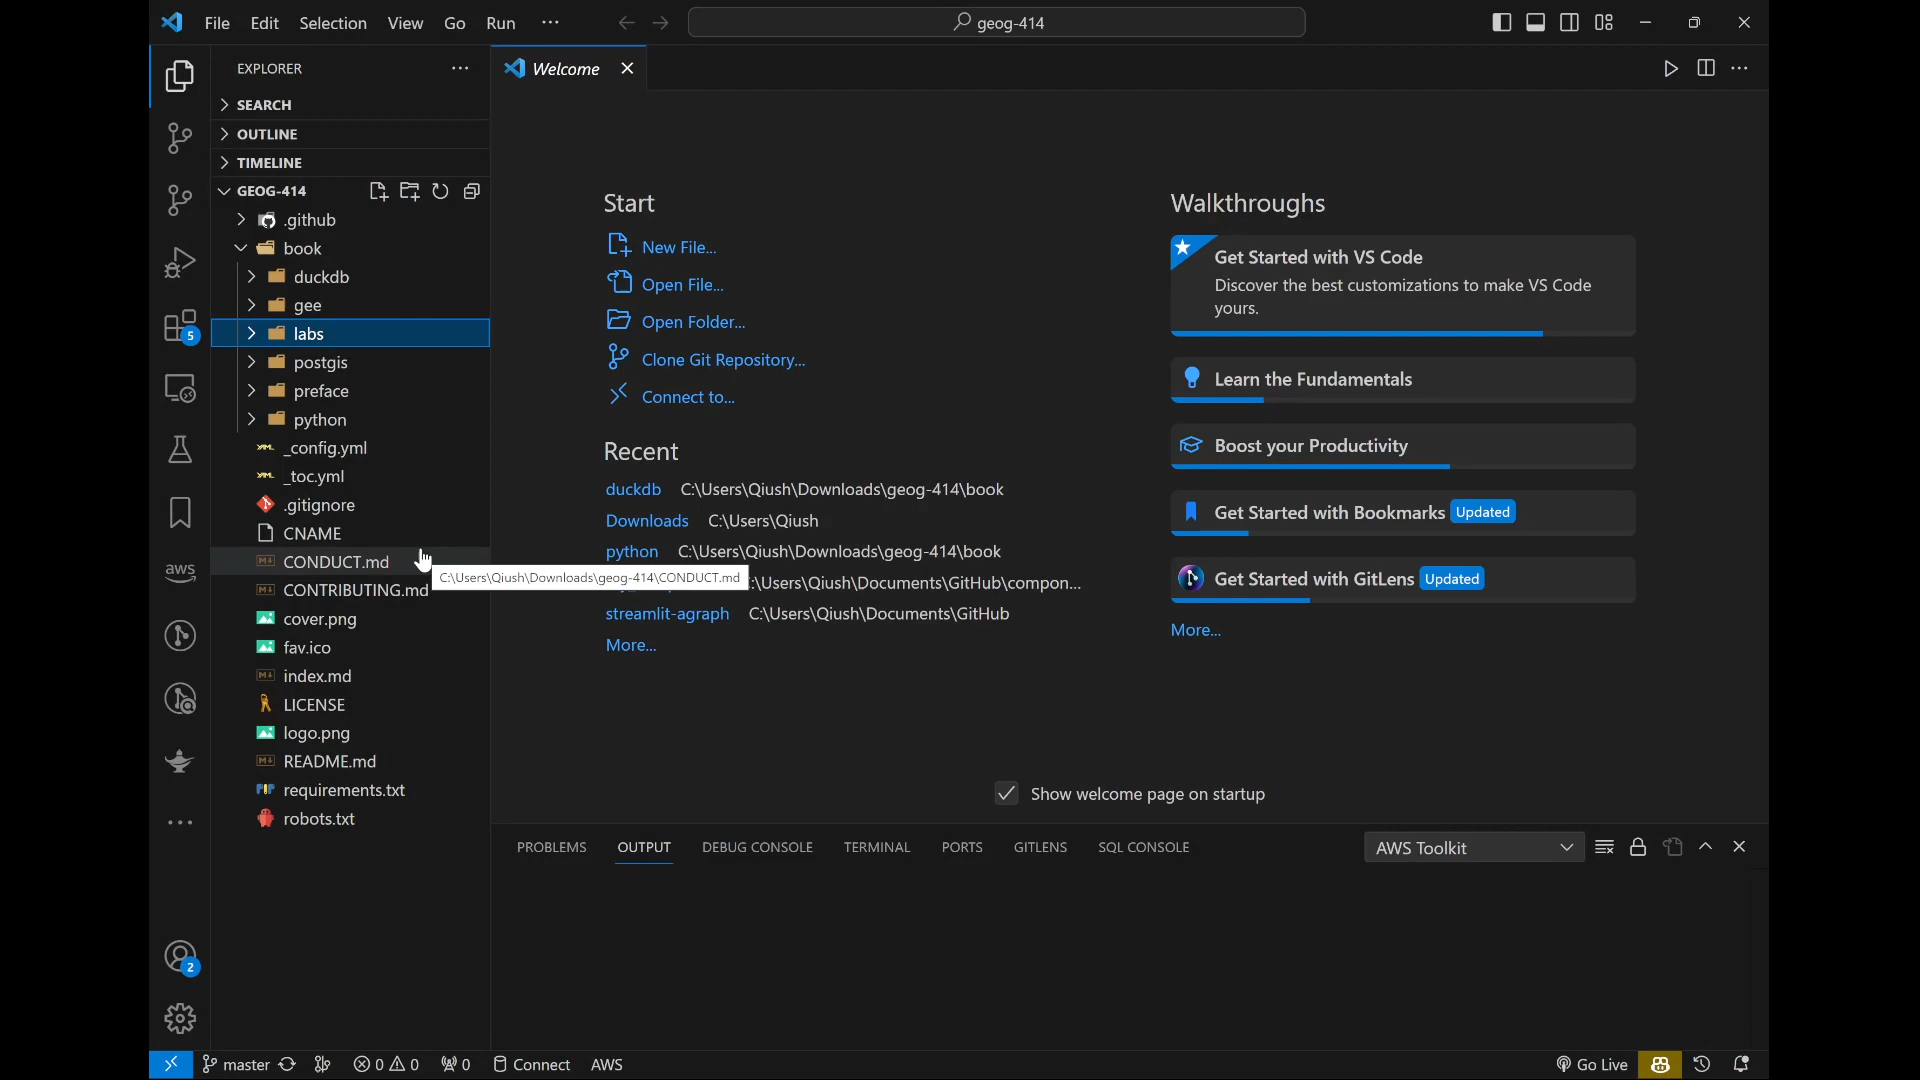 File Edit Selection View Go Run ···
geog-414
EXPLORER
Welcome
SEARCH
OUTLINE
TIMELINE
GEOG-414
.github
book
duckdb
gee
labs
postgis
preface
python
_config.yml
_toc.yml
.gitignore
CNAME
CONDUCT.md
CONTRIBUTING.md
cover.png
fav.ico
index.md
LICENSE
logo.png
README.md
requirements.txt
robots.txt
C:\Users\Qiush\Downloads\geog-414\CONDUCT.md
5
aws
2
Start
New File...
Open File...
Open Folder...
Clone Git Repository...
Connect to...
Recent
duckdb C:\Users\Qiush\Downloads\geog-414\book
Downloads C:\Users\Qiush
python C:\Users\Qiush\Downloads\geog-414\book
:\Users\Qiush\Documents\GitHub\compon...
streamlit-agraph C:\Users\Qiush\Documents\GitHub
More...
Walkthroughs
Get Started with VS Code
Discover the best customizations to make VS Code
yours.
Learn the Fundamentals
Boost your Productivity
Get Started with Bookmarks Updated
Get Started with GitLens Updated
More...
Show welcome page on startup
PROBLEMS OUTPUT DEBUG CONSOLE TERMINAL PORTS GITLENS SQL CONSOLE
AWS Toolkit
master 0 0 0 Connect AWS
Go Live